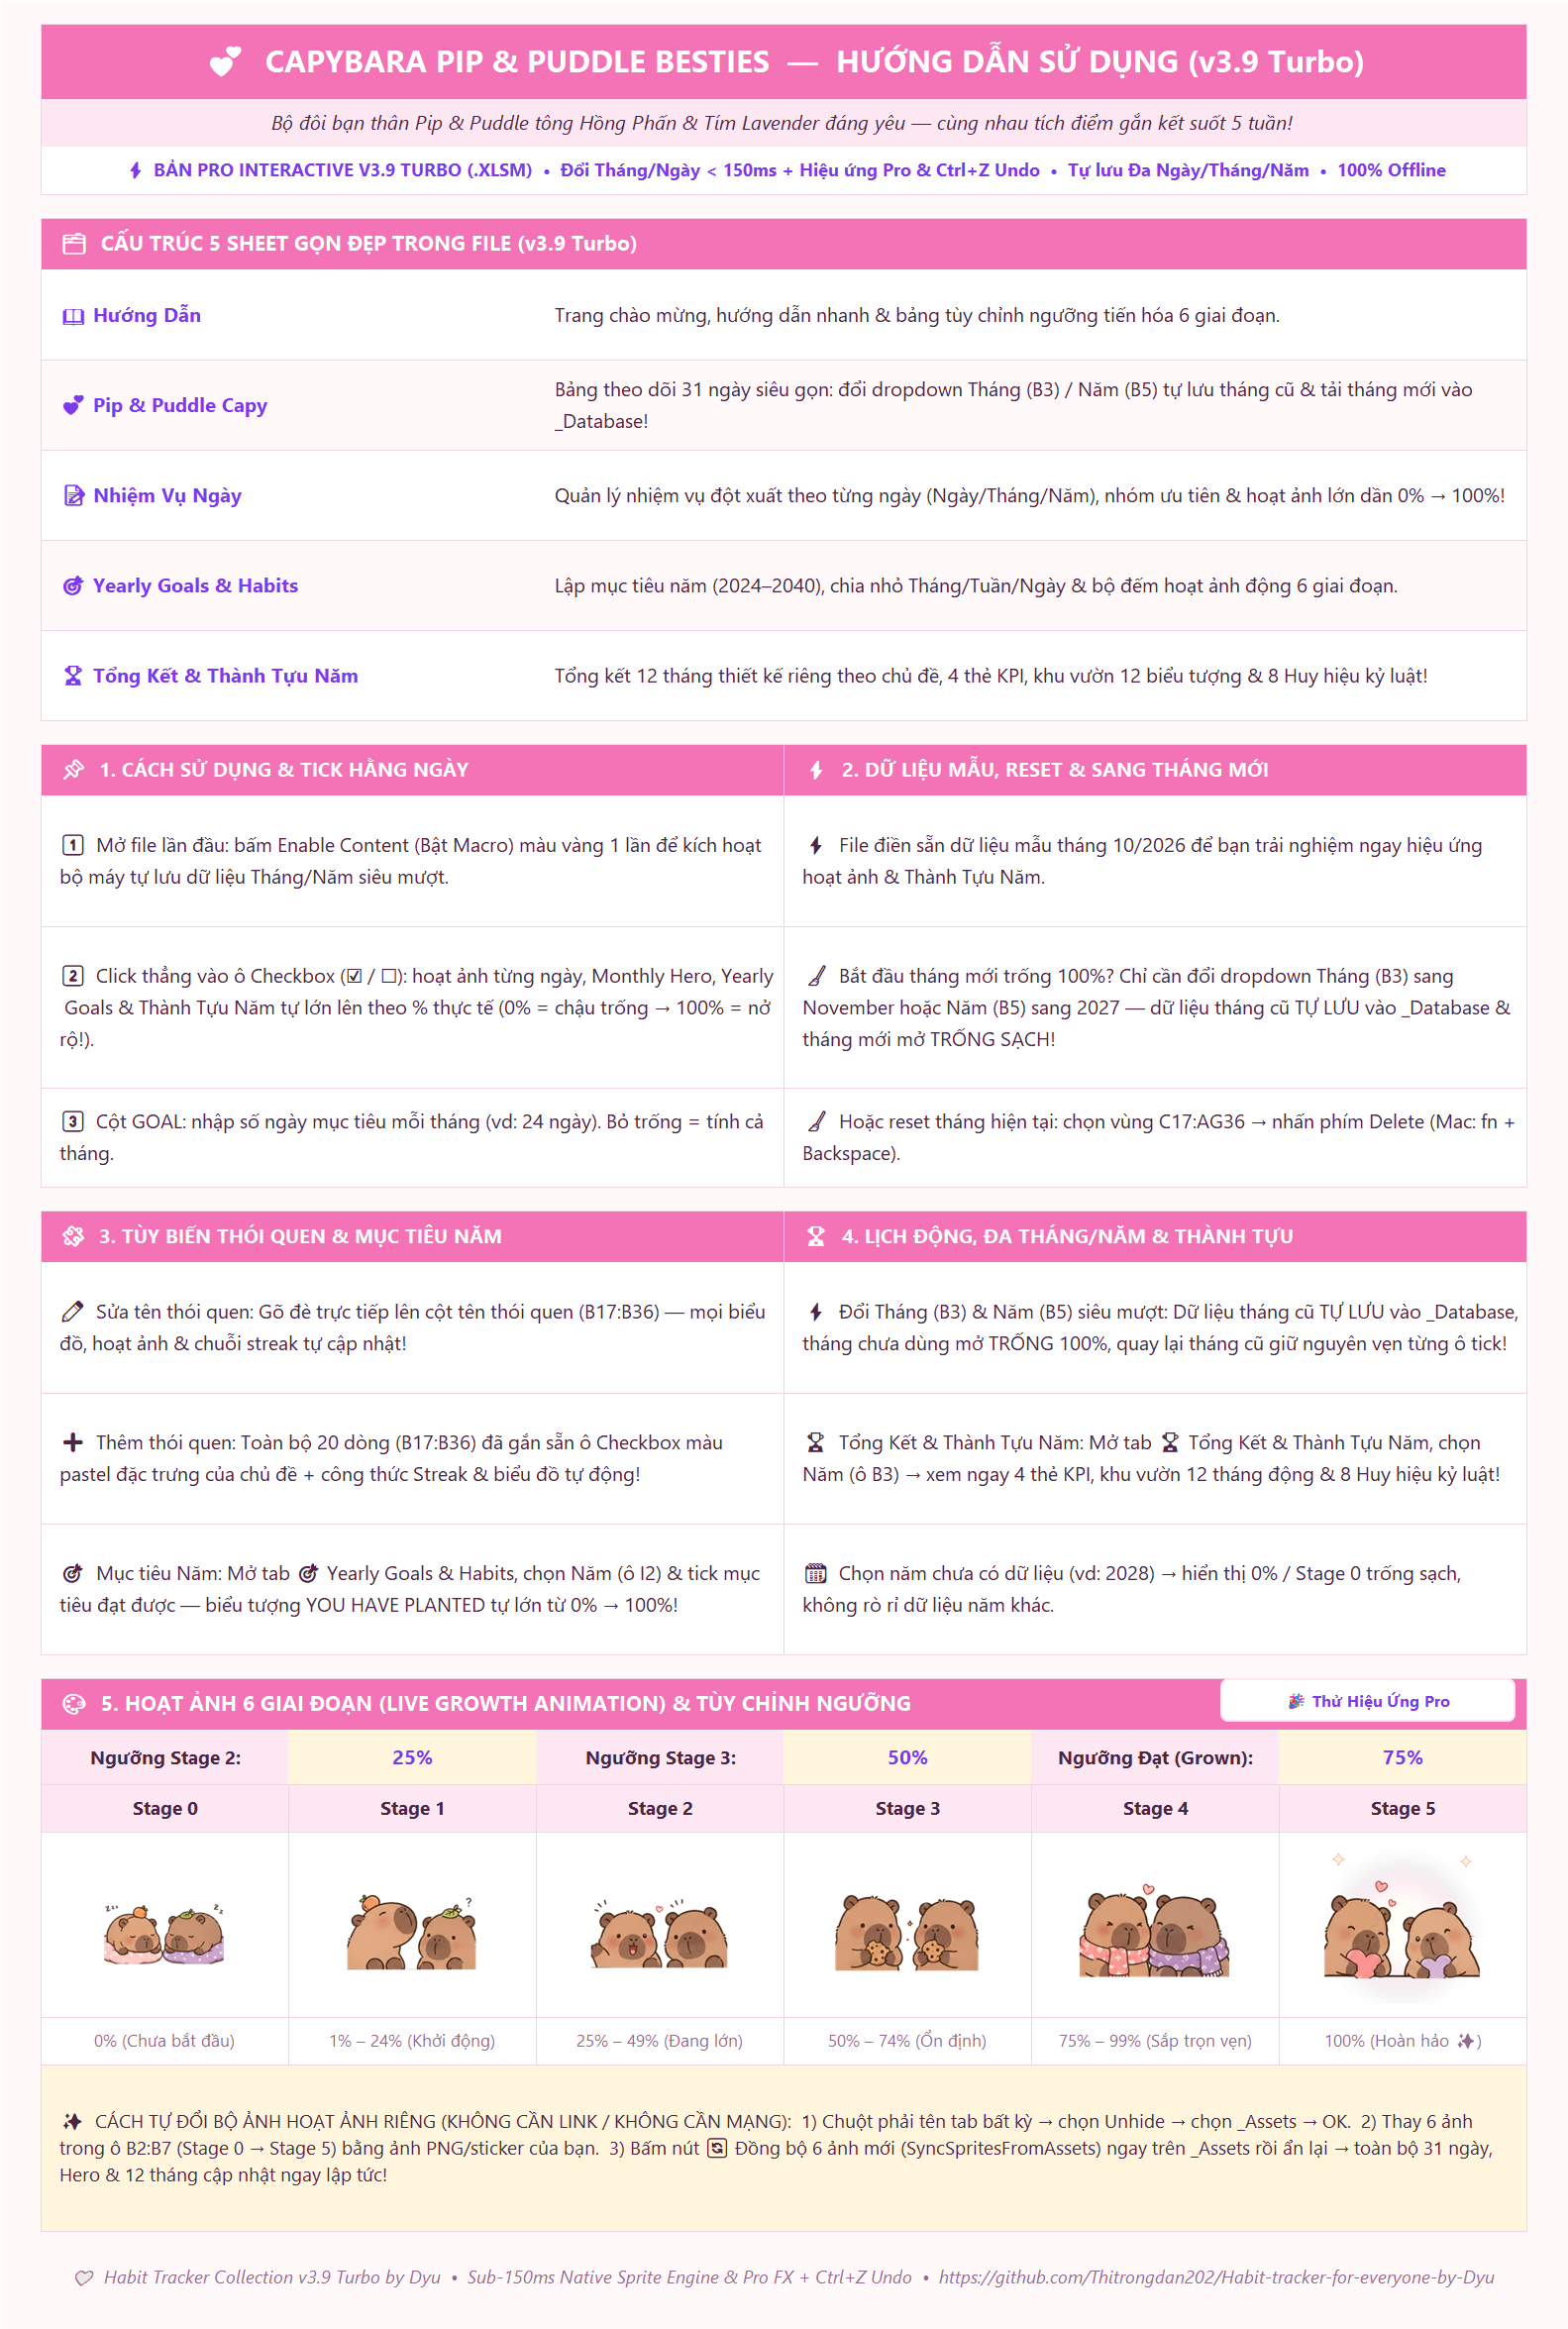 💕 CAPYBARA PIP & PUDDLE BESTIES — HƯỚNG DẪN SỬ DỤNG (v3.9 Turbo)
Bộ đôi bạn thân Pip & Puddle tông Hồng Phấn & Tím Lavender đáng yêu — cùng nhau tích điểm gắn kết suốt 5 tuần!
⚡ BẢN PRO INTERACTIVE V3.9 TURBO (.XLSM) • Đổi Tháng/Ngày < 150ms + Hiệu ứng Pro & Ctrl+Z Undo • Tự lưu Đa Ngày/Tháng/Năm • 100% Offline
CẤU TRÚC 5 SHEET GỌN ĐẸP TRONG FILE (v3.9 Turbo)
Hướng Dẫn
Trang chào mừng, hướng dẫn nhanh & bảng tùy chỉnh ngưỡng tiến hóa 6 giai đoạn.
Pip & Puddle Capy
Bảng theo dõi 31 ngày siêu gọn: đổi dropdown Tháng (B3) / Năm (B5) tự lưu tháng cũ & tải tháng mới vào
_Database!
Nhiệm Vụ Ngày
Quản lý nhiệm vụ đột xuất theo từng ngày (Ngày/Tháng/Năm), nhóm ưu tiên & hoạt ảnh lớn dần 0% → 100%!
Yearly Goals & Habits
Lập mục tiêu năm (2024–2040), chia nhỏ Tháng/Tuần/Ngày & bộ đếm hoạt ảnh động 6 giai đoạn.
Tổng Kết & Thành Tựu Năm
Tổng kết 12 tháng thiết kế riêng theo chủ đề, 4 thẻ KPI, khu vườn 12 biểu tượng & 8 Huy hiệu kỷ luật!
1. CÁCH SỬ DỤNG & TICK HẰNG NGÀY
1 Mở file lần đầu: bấm Enable Content (Bật Macro) màu vàng 1 lần để kích hoạt
bộ máy tự lưu dữ liệu Tháng/Năm siêu mượt.
2 Click thẳng vào ô Checkbox (☑ / ☐): hoạt ảnh từng ngày, Monthly Hero, Yearly
Goals & Thành Tựu Năm tự lớn lên theo % thực tế (0% = chậu trống → 100% = nở
rộ!).
3 Cột GOAL: nhập số ngày mục tiêu mỗi tháng (vd: 24 ngày). Bỏ trống = tính cả
tháng.
2. DỮ LIỆU MẪU, RESET & SANG THÁNG MỚI
⚡ File điền sẵn dữ liệu mẫu tháng 10/2026 để bạn trải nghiệm ngay hiệu ứng
hoạt ảnh & Thành Tựu Năm.
Bắt đầu tháng mới trống 100%? Chỉ cần đổi dropdown Tháng (B3) sang
November hoặc Năm (B5) sang 2027 — dữ liệu tháng cũ TỰ LƯU vào _Database &
tháng mới mở TRỐNG SẠCH!
Hoặc reset tháng hiện tại: chọn vùng C17:AG36 → nhấn phím Delete (Mac: fn +
Backspace).
3. TÙY BIẾN THÓI QUEN & MỤC TIÊU NĂM
Sửa tên thói quen: Gõ đè trực tiếp lên cột tên thói quen (B17:B36) — mọi biểu
đồ, hoạt ảnh & chuỗi streak tự cập nhật!
Thêm thói quen: Toàn bộ 20 dòng (B17:B36) đã gắn sẵn ô Checkbox màu
pastel đặc trưng của chủ đề + công thức Streak & biểu đồ tự động!
Mục tiêu Năm: Mở tab 🎯 Yearly Goals & Habits, chọn Năm (ô I2) & tick mục
tiêu đạt được — biểu tượng YOU HAVE PLANTED tự lớn từ 0% → 100%!
4. LỊCH ĐỘNG, ĐA THÁNG/NĂM & THÀNH TỰU
⚡ Đổi Tháng (B3) & Năm (B5) siêu mượt: Dữ liệu tháng cũ TỰ LƯU vào _Database,
tháng chưa dùng mở TRỐNG 100%, quay lại tháng cũ giữ nguyên vẹn từng ô tick!
Tổng Kết & Thành Tựu Năm: Mở tab 🏆 Tổng Kết & Thành Tựu Năm, chọn
Năm (ô B3) → xem ngay 4 thẻ KPI, khu vườn 12 tháng động & 8 Huy hiệu kỷ luật!
Chọn năm chưa có dữ liệu (vd: 2028) → hiển thị 0% / Stage 0 trống sạch,
không rò rỉ dữ liệu năm khác.
5. HOẠT ẢNH 6 GIAI ĐOẠN (LIVE GROWTH ANIMATION) & TÙY CHỈNH NGƯỠNG
🎉 Thử Hiệu Ứng Pro
Ngưỡng Stage 2: 25% Ngưỡng Stage 3: 50% Ngưỡng Đạt (Grown): 75%
Stage 0 Stage 1 Stage 2 Stage 3 Stage 4 Stage 5
0% (Chưa bắt đầu) 1% – 24% (Khởi động) 25% – 49% (Đang lớn) 50% – 74% (Ổn định) 75% – 99% (Sắp trọn vẹn) 100% (Hoàn hảo ✨)
✨ CÁCH TỰ ĐỔI BỘ ẢNH HOẠT ẢNH RIÊNG (KHÔNG CẦN LINK / KHÔNG CẦN MẠNG): 1) Chuột phải tên tab bất kỳ → chọn Unhide → chọn _Assets → OK. 2) Thay 6 ảnh
trong ô B2:B7 (Stage 0 → Stage 5) bằng ảnh PNG/sticker của bạn. 3) Bấm nút 🔄 Đồng bộ 6 ảnh mới (SyncSpritesFromAssets) ngay trên _Assets rồi ẩn lại → toàn bộ 31 ngày,
Hero & 12 tháng cập nhật ngay lập tức!
Habit Tracker Collection v3.9 Turbo by Dyu • Sub-150ms Native Sprite Engine & Pro FX + Ctrl+Z Undo • https://github.com/Thitrongdan202/Habit-tracker-for-everyone-by-Dyu